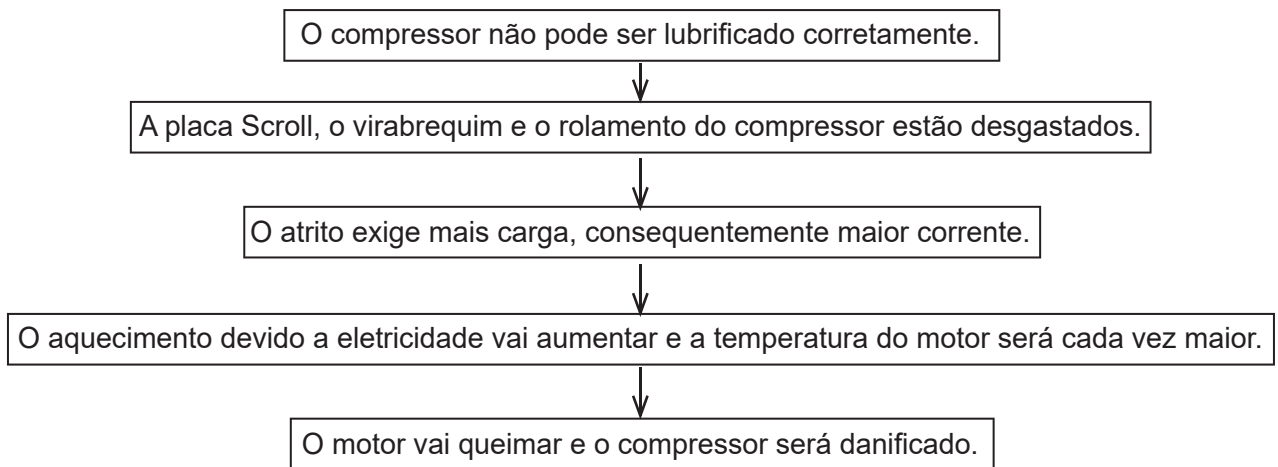 O compressor não pode ser lubrificado corretamente.
A placa Scroll, o virabrequim e o rolamento do compressor estão desgastados.
O atrito exige mais carga, consequentemente maior corrente.
O aquecimento devido a eletricidade vai aumentar e a temperatura do motor será cada vez maior.
O motor vai queimar e o compressor será danificado.